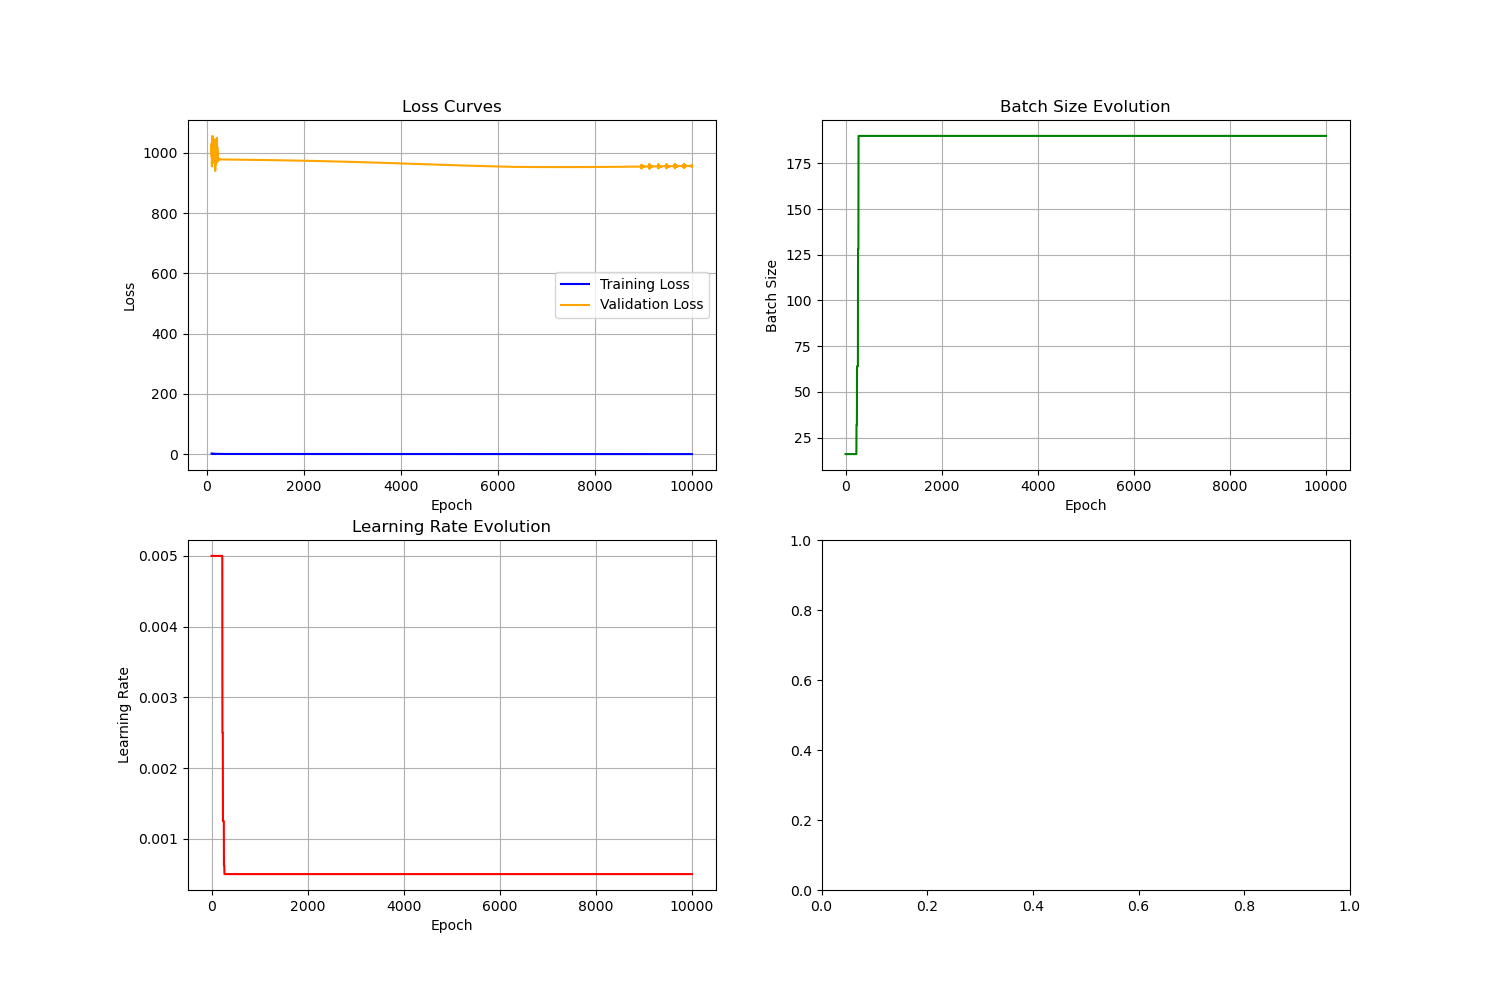 Loss Curves
1000
800
600
400
200
0
Loss
Training Loss
Validation Loss
0 2000 4000 6000 8000 10000
Epoch
Batch Size Evolution
175
150
125
100
75
50
25
Batch Size
0 2000 4000 6000 8000 10000
Epoch
Learning Rate Evolution
0.005
0.004
0.003
0.002
0.001
Learning Rate
0 2000 4000 6000 8000 10000
Epoch
1.0
0.8
0.6
0.4
0.2
0.0
0.0 0.2 0.4 0.6 0.8 1.0